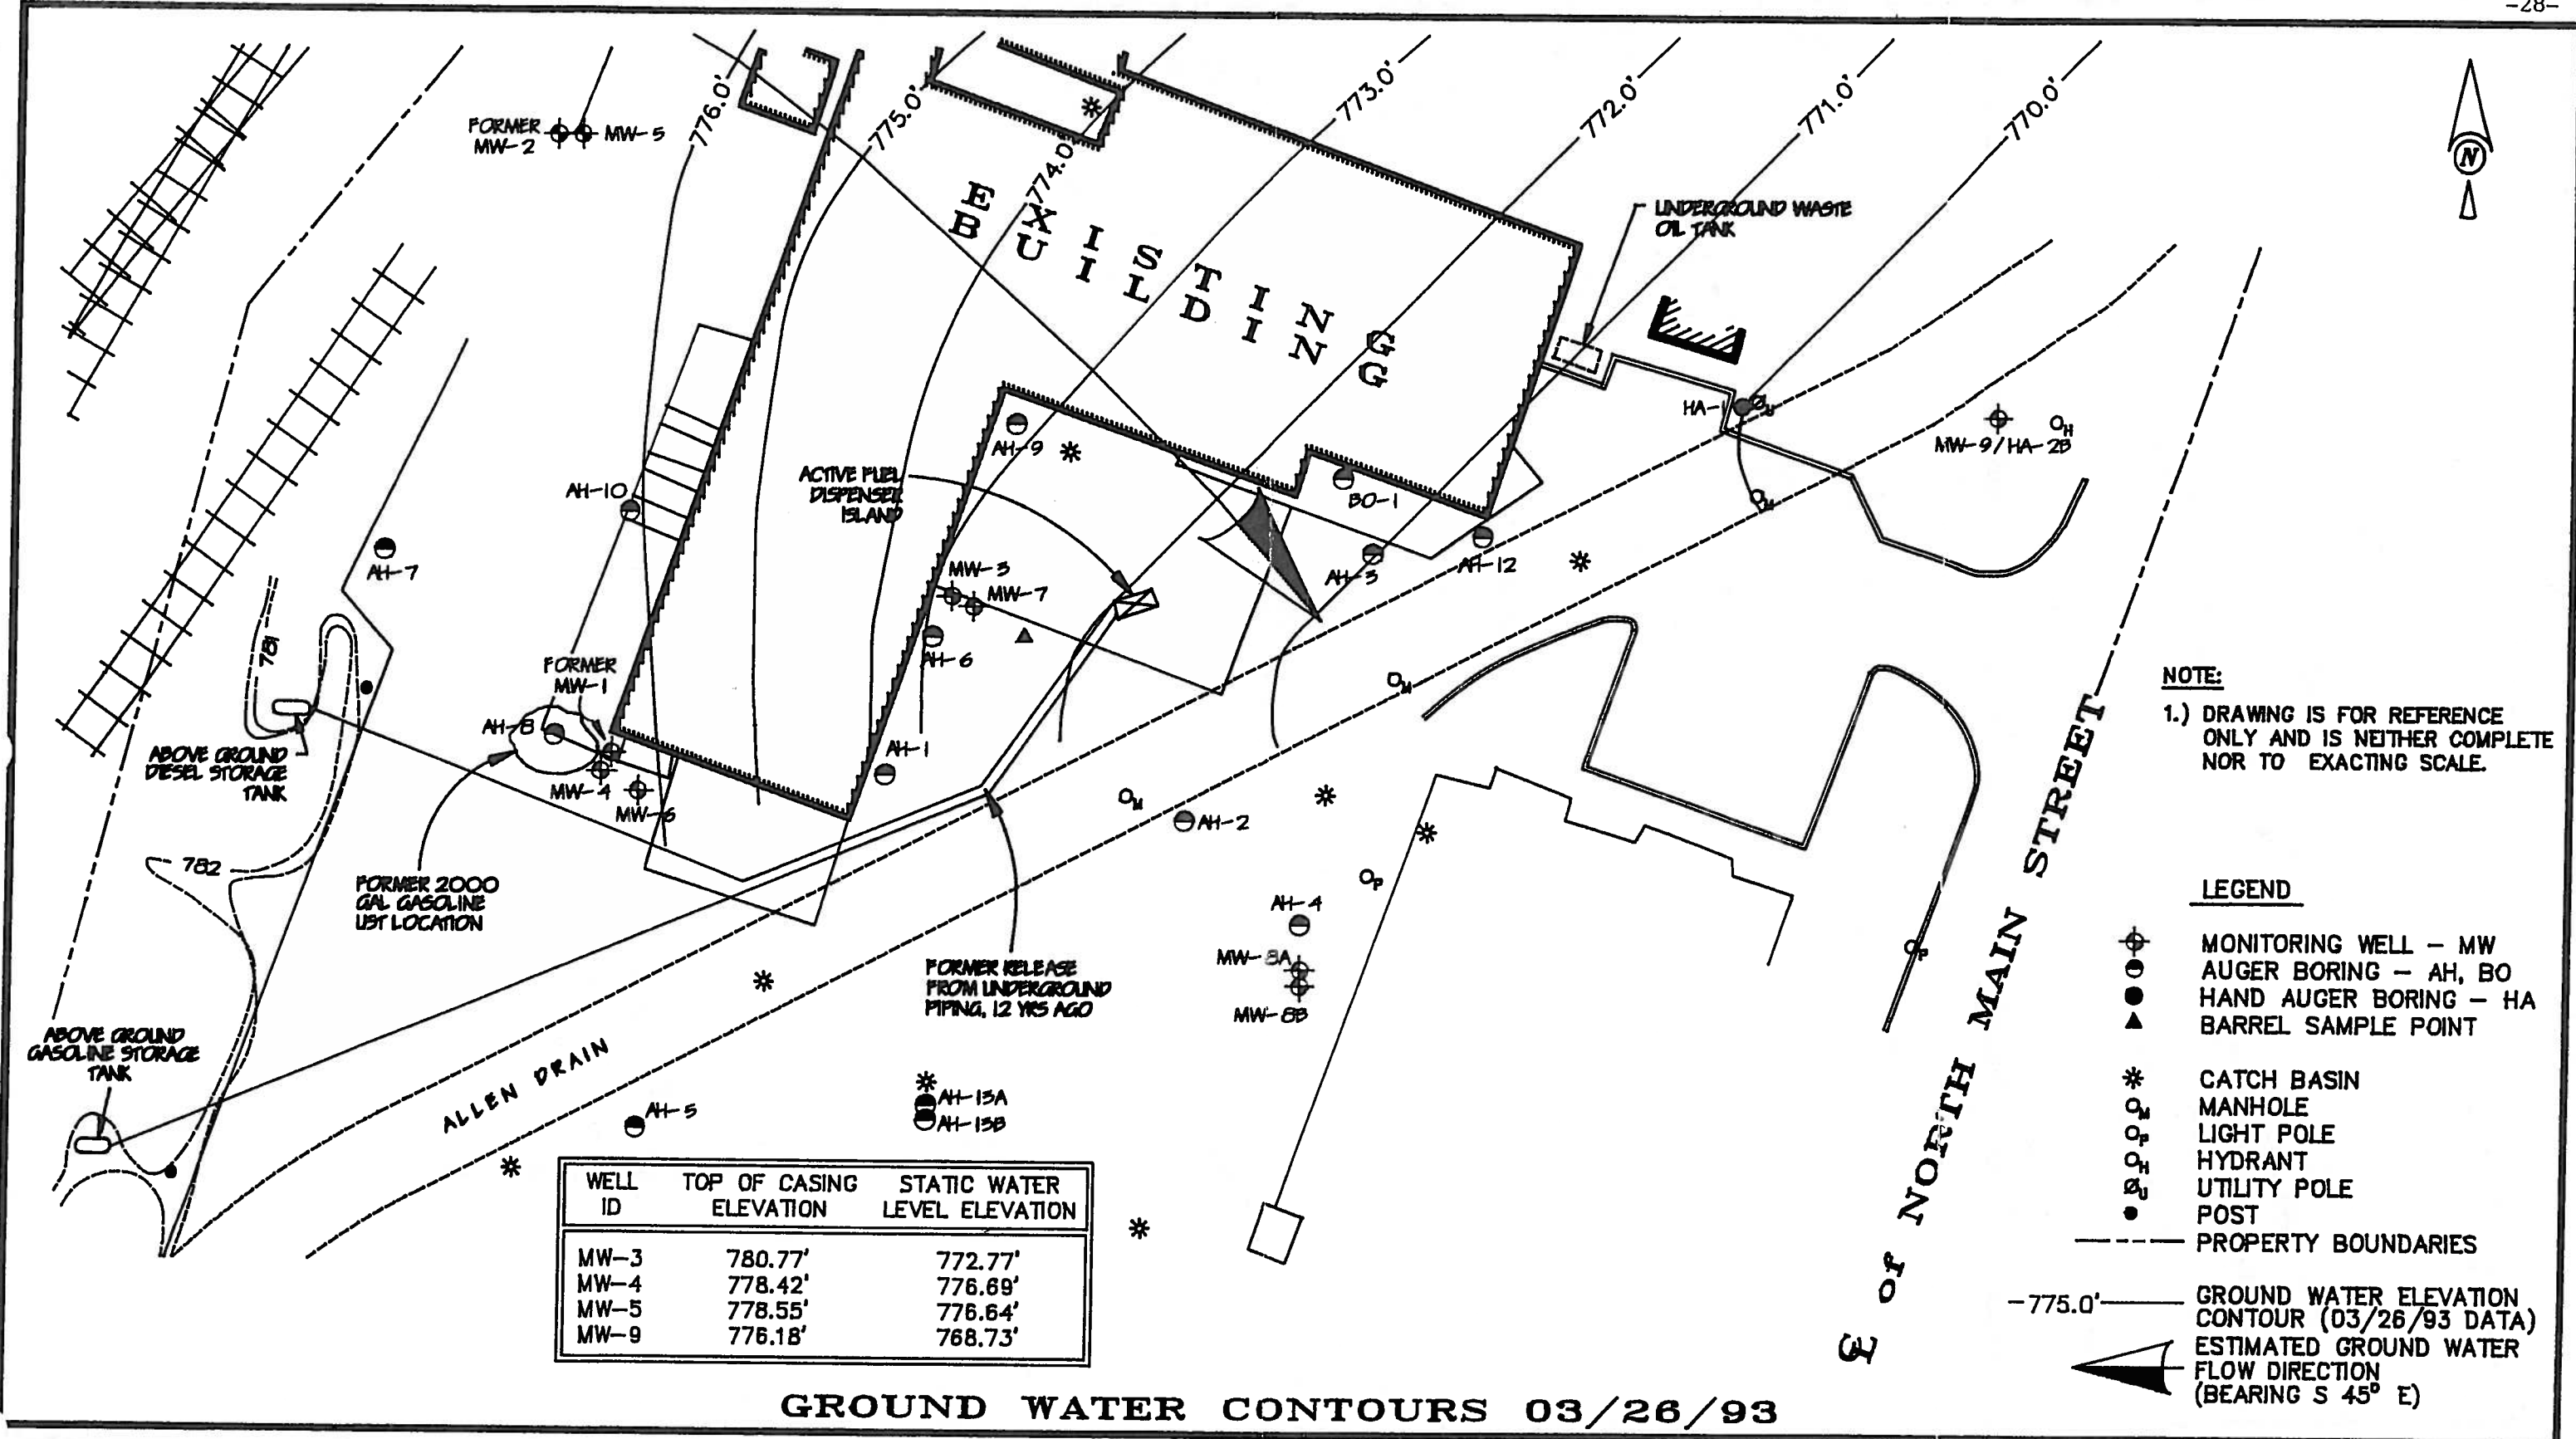 -28-
FORMER
MW-2
MW-5
776.0'
775.0'
774.0'
773.0'
772.0'
771.0'
770.0'
N
EXISTING
BUILDING
UNDERGROUND WASTE
OIL TANK
HA-1
MW-9/HA-2B
AH-9
AH-10
ACTIVE FUEL
DISPENSER
ISLAND
BO-1
AH-7
AH-3
AH-12
MW-3
MW-7
781
AH-6
FORMER
MW-1
AH-8
AH-1
ABOVE GROUND
DIESEL STORAGE
TANK
MW-4
MW-6
AH-2
782
FORMER 2000
GAL GASOLINE
UST LOCATION
AH-4
MW-8A
MW-8B
FORMER RELEASE
FROM UNDERGROUND
PIPING, 12 YRS AGO
ABOVE GROUND
GASOLINE STORAGE
TANK
ALLEN DRAIN
AH-5
AH-13A
AH-13B
℄ of NORTH MAIN STREET
NOTE:
1.) DRAWING IS FOR REFERENCE
ONLY AND IS NEITHER COMPLETE
NOR TO EXACTING SCALE.
LEGEND
MONITORING WELL - MW
AUGER BORING - AH, BO
HAND AUGER BORING - HA
BARREL SAMPLE POINT
CATCH BASIN
OM MANHOLE
OP LIGHT POLE
OH HYDRANT
ØU UTILITY POLE
POST
PROPERTY BOUNDARIES
-775.0'- GROUND WATER ELEVATION
CONTOUR (03/26/93 DATA)
ESTIMATED GROUND WATER
FLOW DIRECTION
(BEARING S 45° E)
WELL ID TOP OF CASING ELEVATION STATIC WATER LEVEL ELEVATION
MW-3 780.77' 772.77'
MW-4 778.42' 776.69'
MW-5 778.55' 776.64'
MW-9 776.18' 768.73'
GROUND WATER CONTOURS 03/26/93